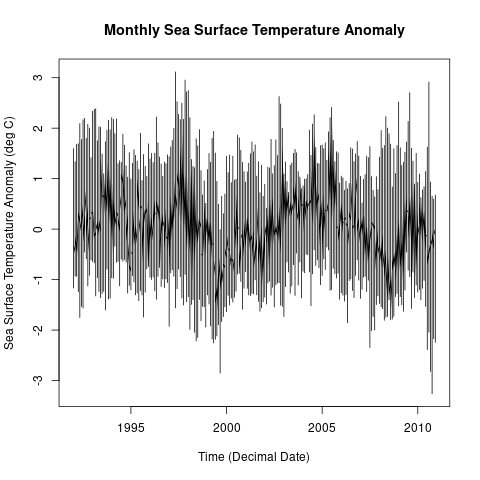 Monthly Sea Surface Temperature Anomaly
Sea Surface Temperature Anomaly (deg C)
3
2
1
0
-1
-2
-3
1995 2000 2005 2010
Time (Decimal Date)